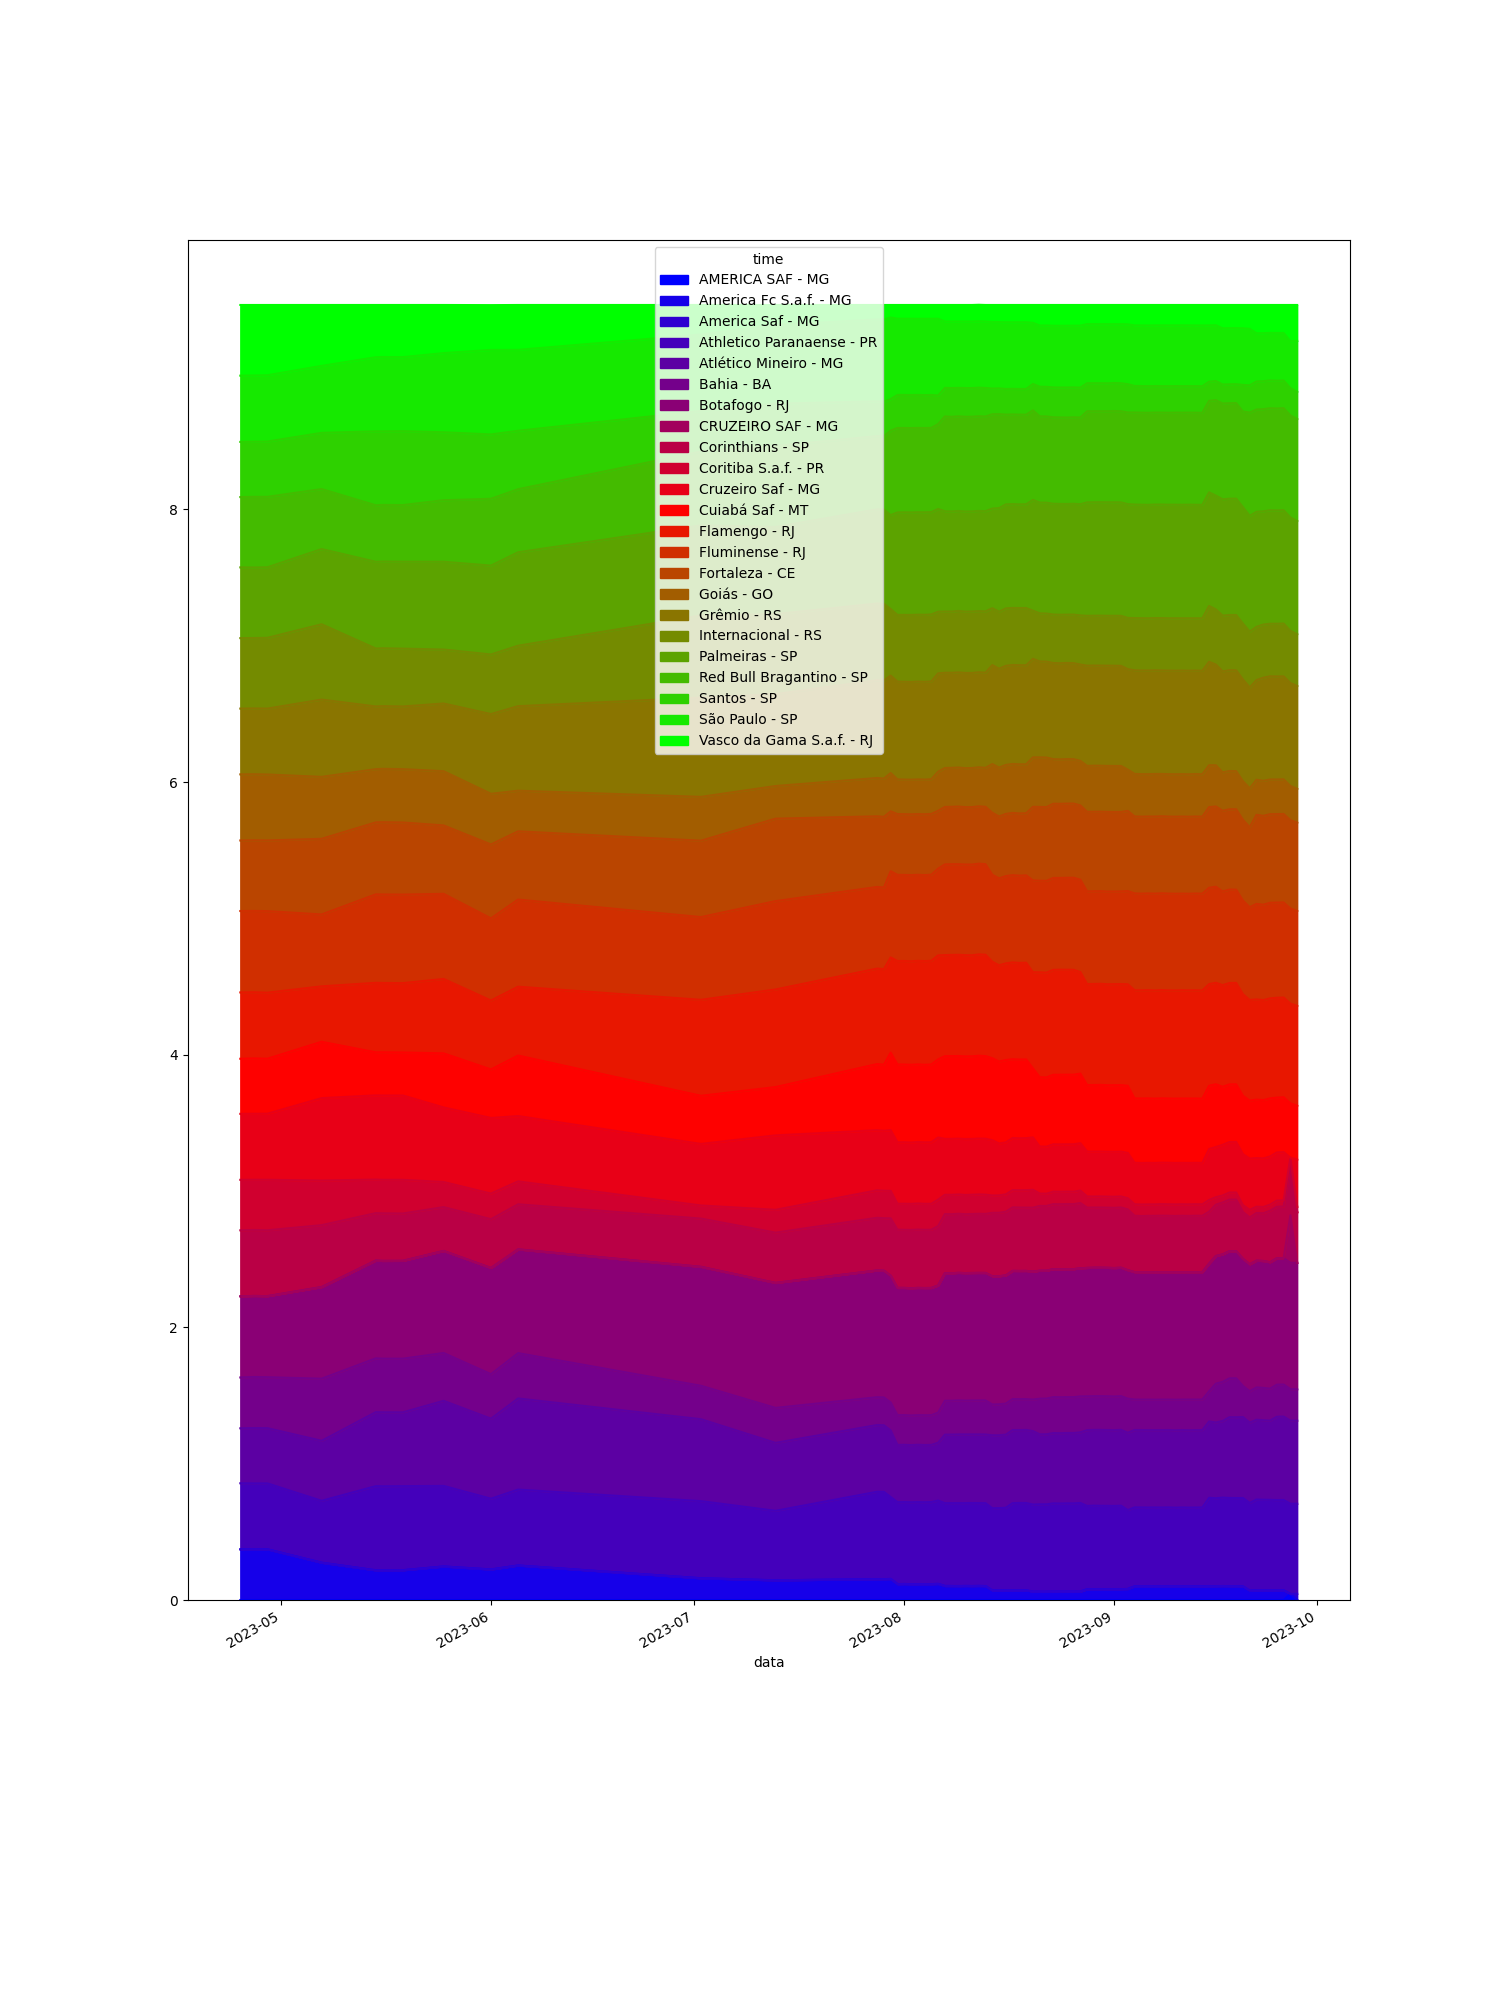 time
AMERICA SAF - MG
America Fc S.a.f. - MG
America Saf - MG
Athletico Paranaense - PR
Atlético Mineiro - MG
Bahia - BA
Botafogo - RJ
CRUZEIRO SAF - MG
Corinthians - SP
Coritiba S.a.f. - PR
Cruzeiro Saf - MG
Cuiabá Saf - MT
Flamengo - RJ
Fluminense - RJ
Fortaleza - CE
Goiás - GO
Grêmio - RS
Internacional - RS
Palmeiras - SP
Red Bull Bragantino - SP
Santos - SP
São Paulo - SP
Vasco da Gama S.a.f. - RJ
8
6
4
2
0
2023-05
2023-06
2023-07
2023-08
2023-09
2023-10
data